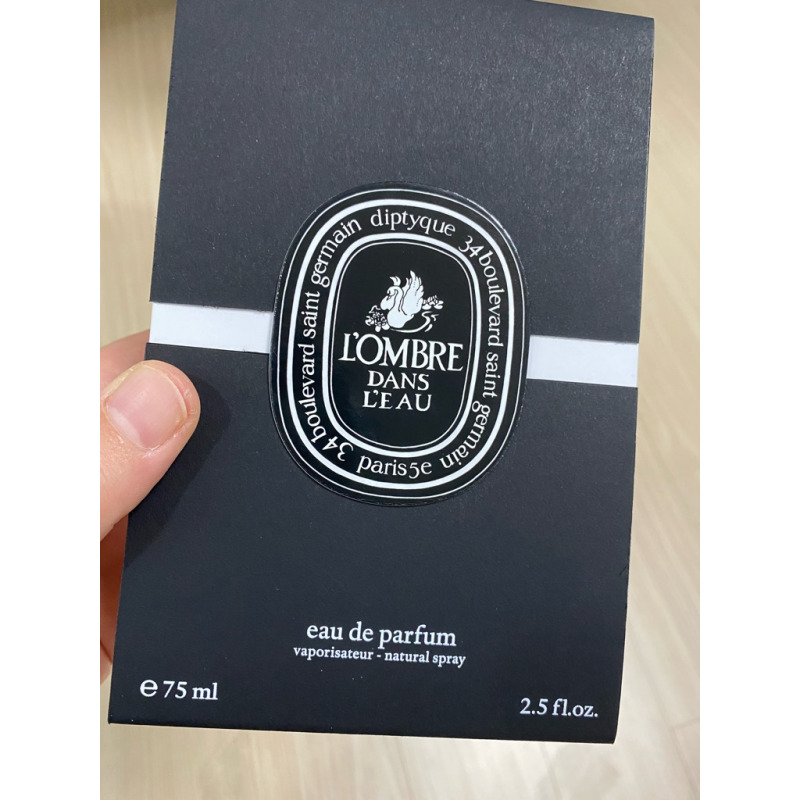 diptyque 34 boulevard saint germain paris 5e 34 boulevard saint germain
L'OMBRE
DANS
L'EAU
eau de parfum
vaporisateur - natural spray
e 75 ml
2.5 fl.oz.